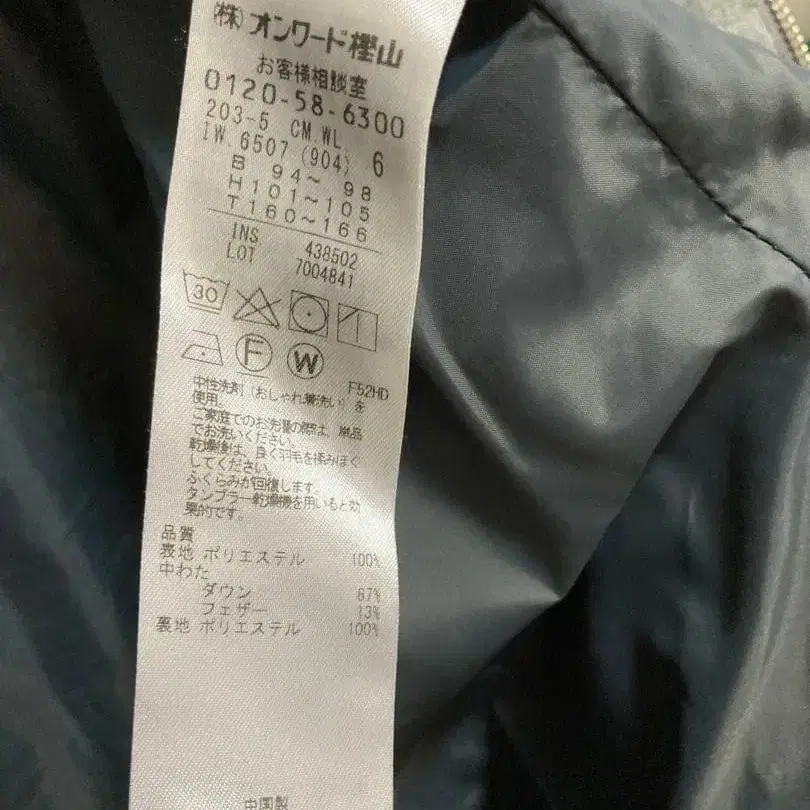 (株)オンワード樫山
お客様相談室
0120-58-6300
203-5 CM.WL.
IW.6507 (904) 6
B 94～ 98
H 101～105
T 160～166
INS 438502
LOT 7004841
30
F W
F52HD
中性洗剤（おしゃれ着洗い）を
使用。
ご家庭でのお洗濯の際は、単品
でお洗いください。
乾燥後は、良く羽毛を揉みほぐ
してください。
ふくらみが回復します。
タンブラー乾燥機を用いると効
果的です。
品質
表地 ポリエステル 100%
中わた
ダウン 87%
フェザー 13%
裏地 ポリエステル 100%
中国製